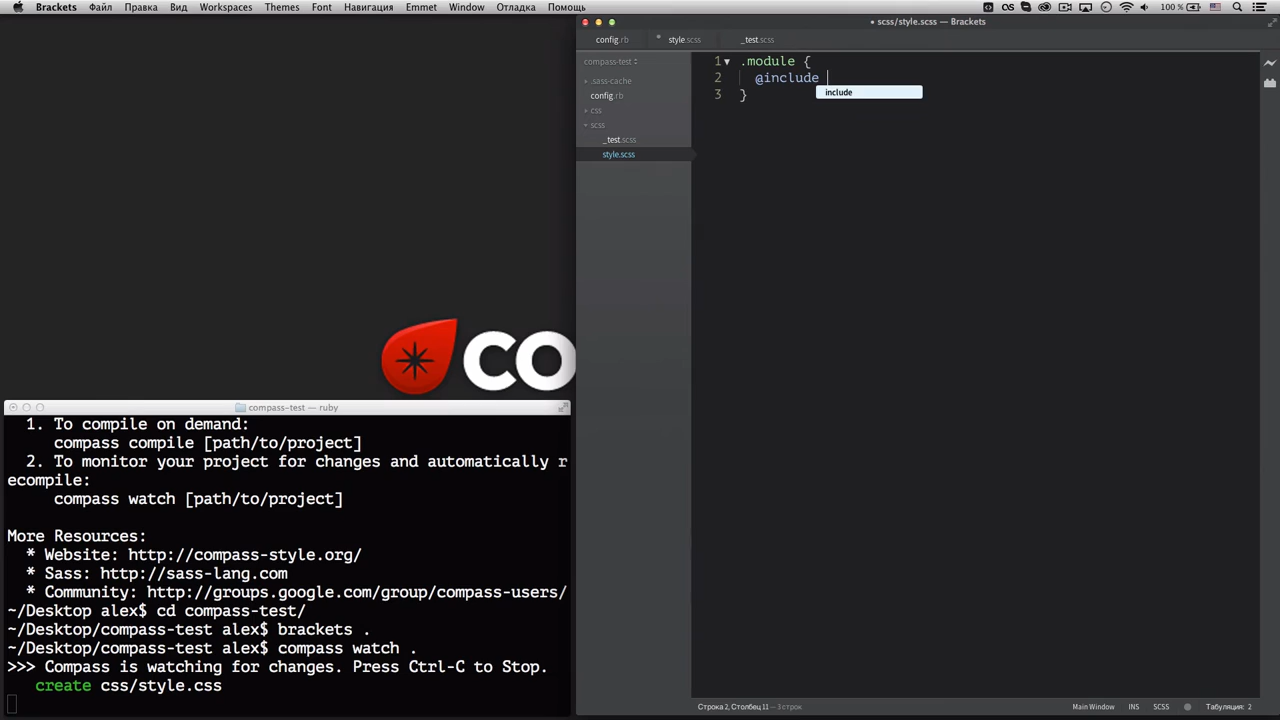 Brackets Файл Правка Вид Workspaces Themes Font Навигация Emmet Window Отладка Помощь
100 %
scss/style.scss — Brackets
config.rb
style.scss
_test.scss
compass-test
.sass-cache
config.rb
css
scss
_test.scss
style.scss
1 .module {
2 @include
include
3 }
CO
compass-test — ruby
1. To compile on demand:
compass compile [path/to/project]
2. To monitor your project for changes and automatically r
ecompile:
compass watch [path/to/project]
More Resources:
* Website: http://compass-style.org/
* Sass: http://sass-lang.com
* Community: http://groups.google.com/group/compass-users/
~/Desktop alex$ cd compass-test/
~/Desktop/compass-test alex$ brackets .
~/Desktop/compass-test alex$ compass watch .
>>> Compass is watching for changes. Press Ctrl-C to Stop.
create css/style.css
Строка 2, Столбец 11 — 3 строк
Main Window INS SCSS Табуляция: 2